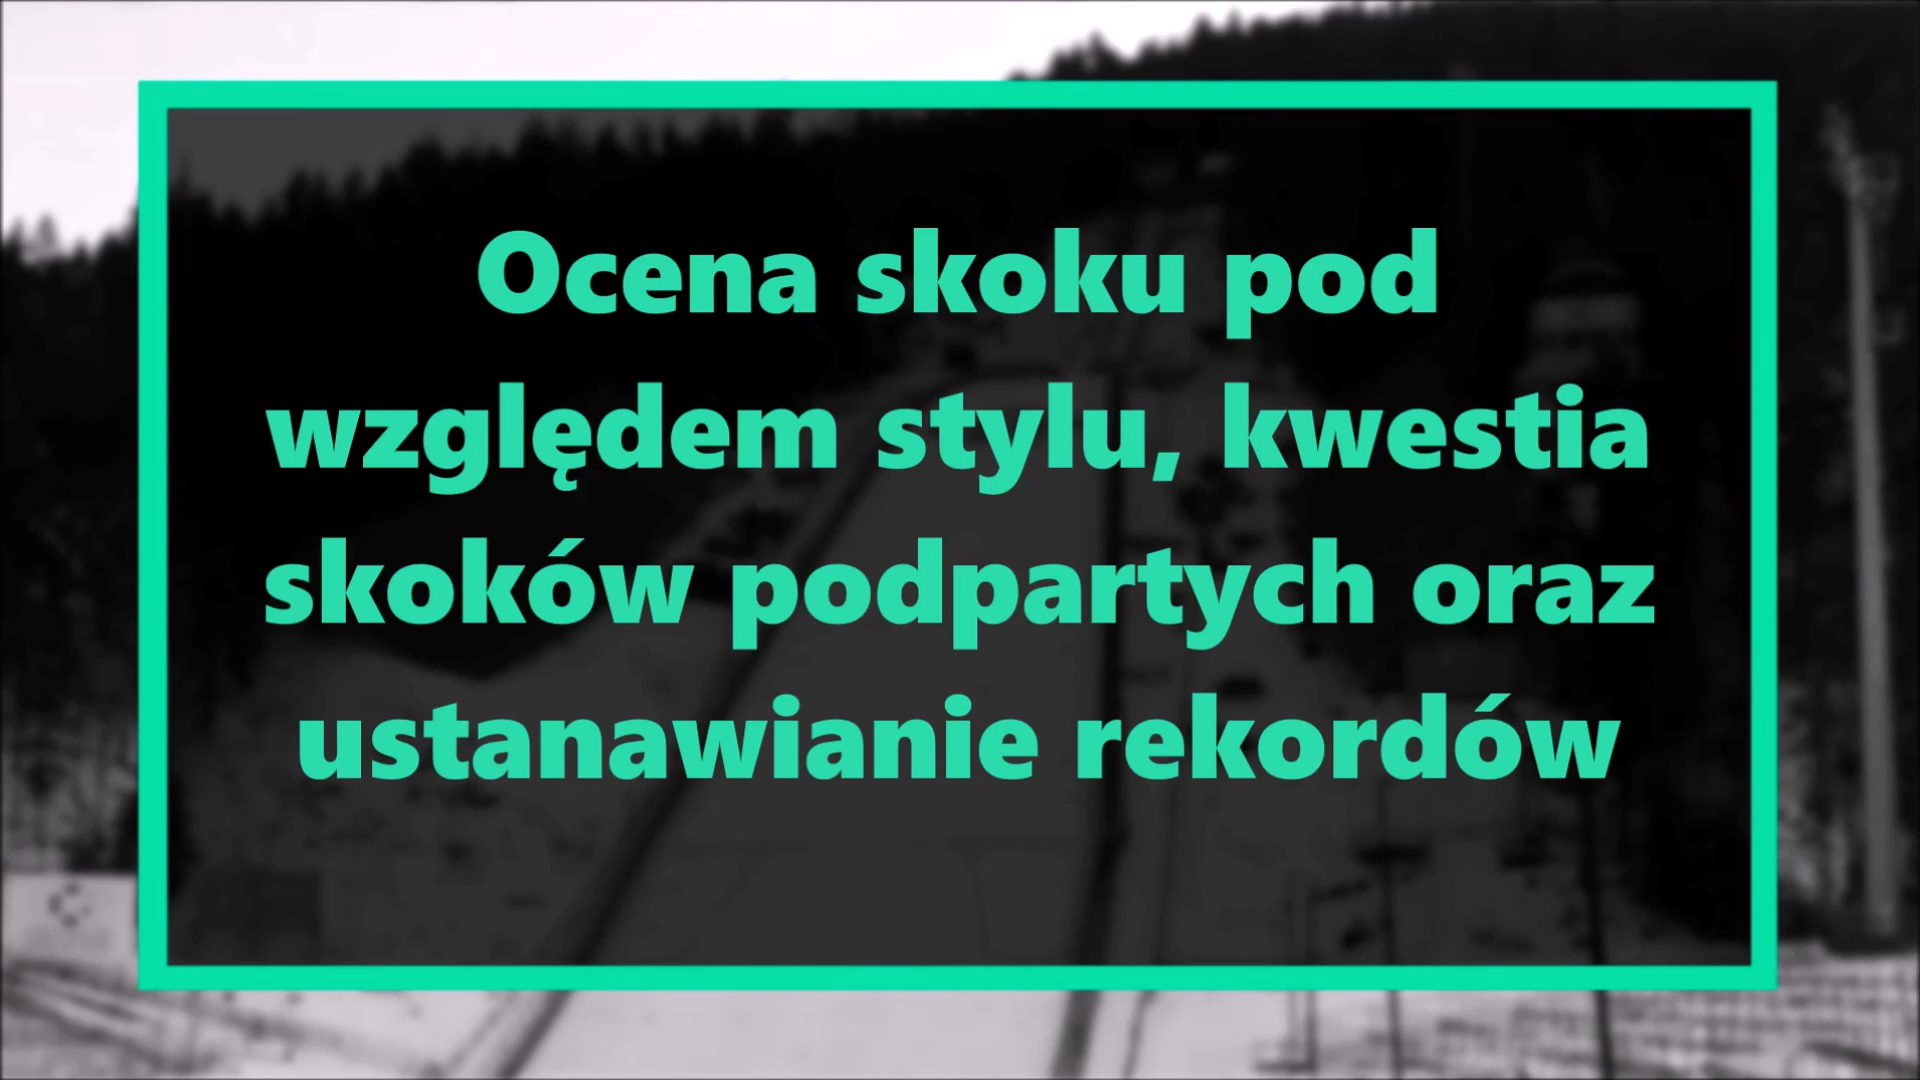 Ocena skoku pod
względem stylu, kwestia
skoków podpartych oraz
ustanawianie rekordów